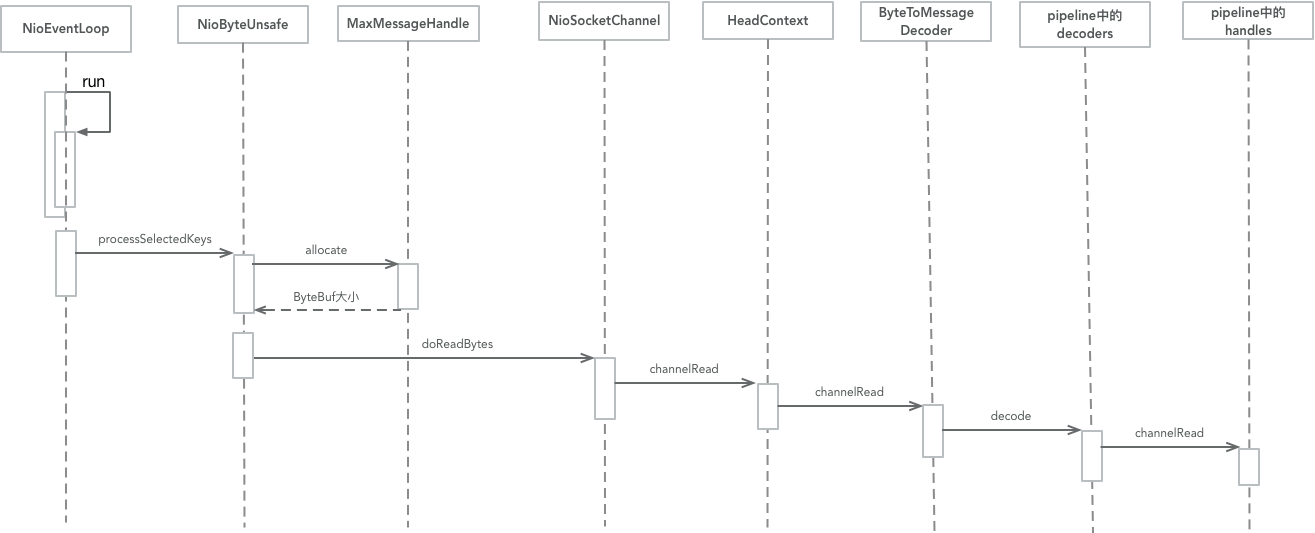 NioEventLoop
NioByteUnsafe
MaxMessageHandle
NioSocketChannel
HeadContext
ByteToMessage
Decoder
pipeline中的
decoders
pipeline中的
handles
run
processSelectedKeys
allocate
ByteBuf大小
doReadBytes
channelRead
channelRead
decode
channelRead